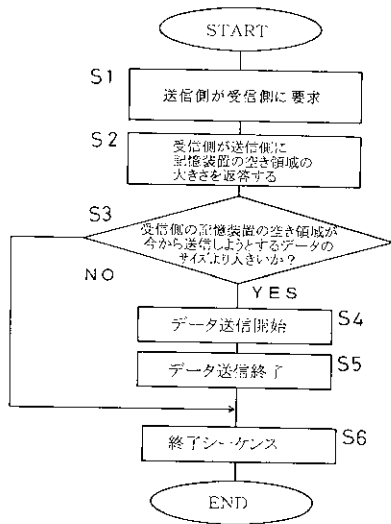 START
S1
送信側が受信側に要求
S2
受信側が送信側に
記憶装置の空き領域の
大きさを返答する
S3
受信側の記憶装置の空き領域が
今から送信しようとするデータの
サイズより大きいか?
NO
YES
S4
データ送信開始
S5
データ送信終了
S6
終了シーケンス
END